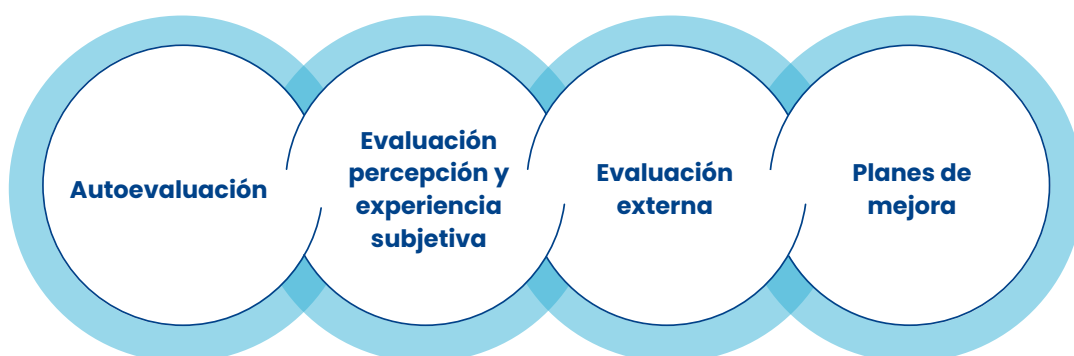 Autoevaluación
Evaluación
percepción y
experiencia
subjetiva
Evaluación
externa
Planes de
mejora